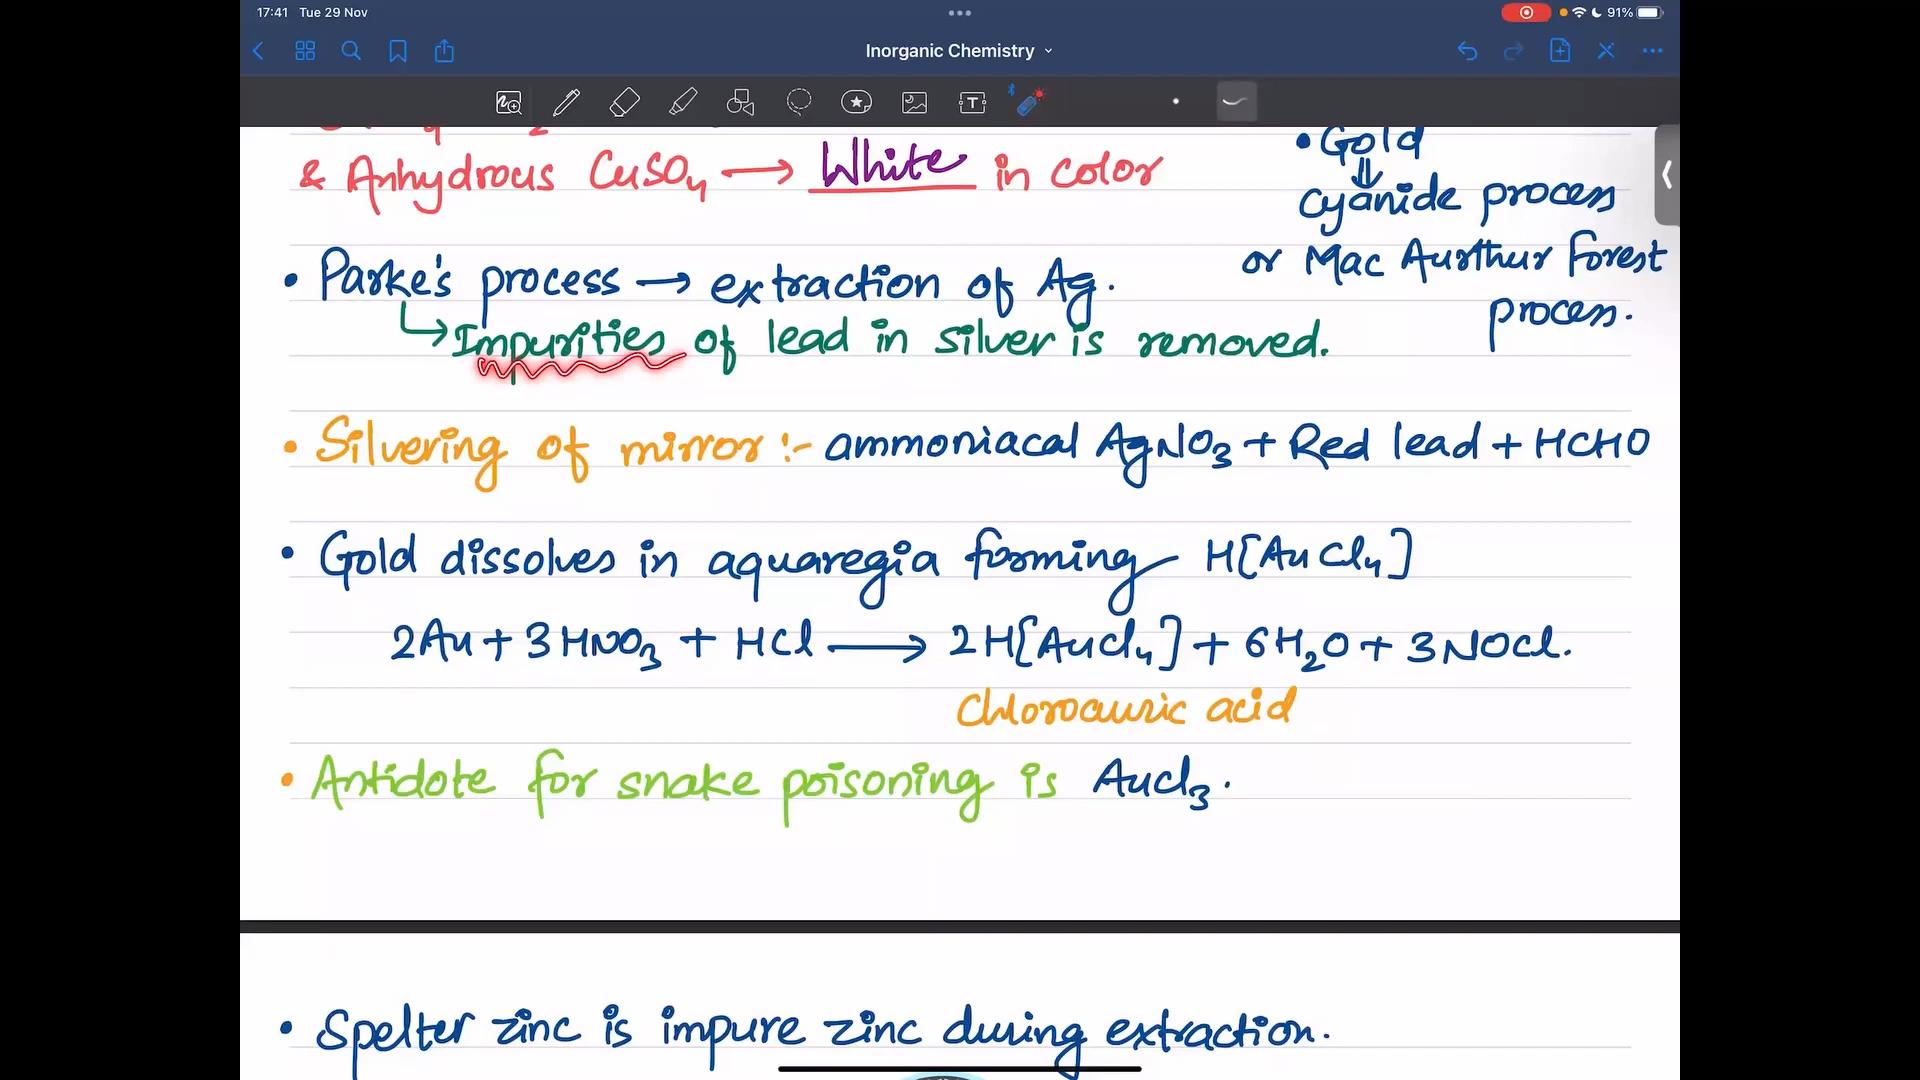 17:41 Tue 29 Nov
91%
Inorganic Chemistry
& Anhydrous CuSO4 → White in color
• Gold
⇓
Cyanide process
or Mac Aurthur Forest
process.
• Parke's process → extraction of Ag.
↳ Impurities of lead in silver is removed.
• Silvering of mirror :- ammoniacal AgNO3 + Red lead + HCHO
• Gold dissolves in aquaregia forming H[AuCl4]
2Au + 3HNO3 + HCl → 2H[AuCl4] + 6H2O + 3NOCl.
Chloroauric acid
• Antidote for snake poisoning is AuCl3.
• Spelter zinc is impure zinc during extraction.